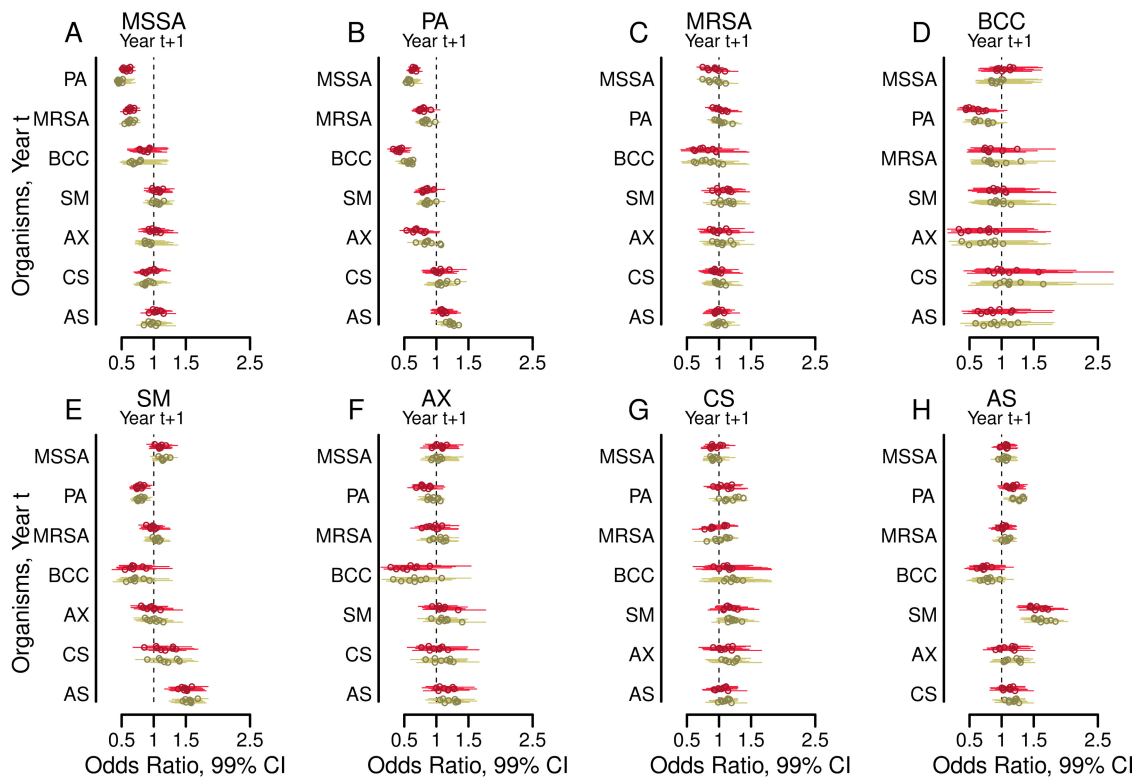 A MSSA
Year t+1
Organisms, Year t
PA
MRSA
BCC
SM
AX
CS
AS
0.5 1 1.5 2.5
B PA
Year t+1
MSSA
MRSA
BCC
SM
AX
CS
AS
0.5 1 1.5 2.5
C MRSA
Year t+1
MSSA
PA
BCC
SM
AX
CS
AS
0.5 1 1.5 2.5
D BCC
Year t+1
MSSA
PA
MRSA
SM
AX
CS
AS
0.5 1 1.5 2.5
E SM
Year t+1
Organisms, Year t
MSSA
PA
MRSA
BCC
AX
CS
AS
0.5 1 1.5 2.5
Odds Ratio, 99% CI
F AX
Year t+1
MSSA
PA
MRSA
BCC
SM
CS
AS
0.5 1 1.5 2.5
Odds Ratio, 99% CI
G CS
Year t+1
MSSA
PA
MRSA
BCC
SM
AX
AS
0.5 1 1.5 2.5
Odds Ratio, 99% CI
H AS
Year t+1
MSSA
PA
MRSA
BCC
SM
AX
CS
0.5 1 1.5 2.5
Odds Ratio, 99% CI